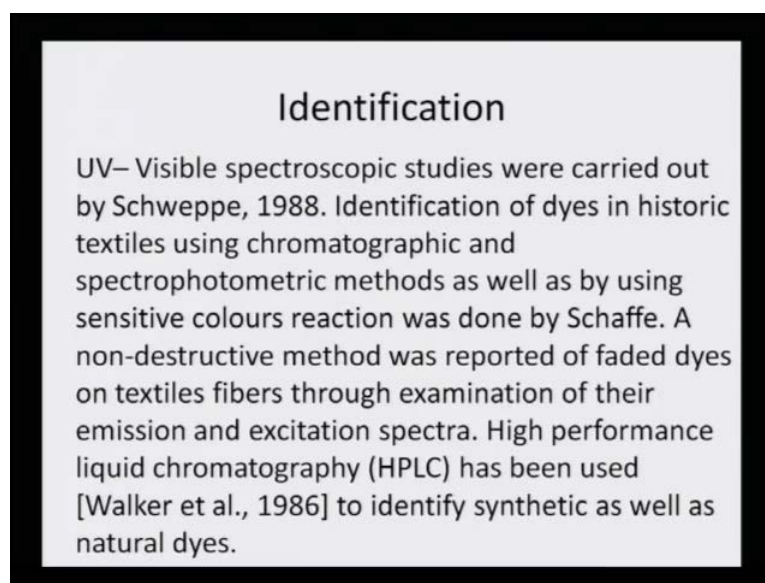 Identification
UV– Visible spectroscopic studies were carried out
by Schweppe, 1988. Identification of dyes in historic
textiles using chromatographic and
spectrophotometric methods as well as by using
sensitive colours reaction was done by Schaffe. A
non-destructive method was reported of faded dyes
on textiles fibers through examination of their
emission and excitation spectra. High performance
liquid chromatography (HPLC) has been used
[Walker et al., 1986] to identify synthetic as well as
natural dyes.